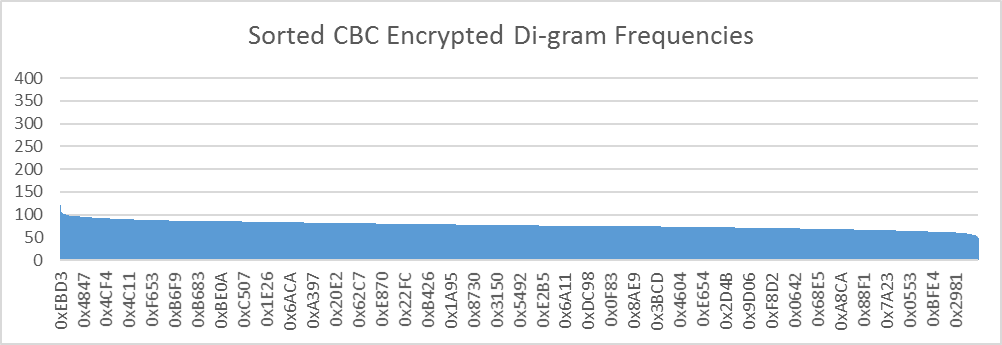 Sorted CBC Encrypted Di-gram Frequencies
400
350
300
250
200
150
100
50
0
0xEBD3
0x4847
0x4CF4
0x4C11
0xF653
0xB6F9
0xB683
0xBE0A
0xC507
0x1E26
0x6ACA
0xA397
0x20E2
0x62C7
0xE870
0x22FC
0xB426
0x1A95
0x8730
0x3150
0x5492
0xE2B5
0x6A11
0xDC98
0x0F83
0x8AE9
0x3BCD
0x4604
0xE654
0x2D4B
0x9D06
0xF8D2
0x0642
0x68E5
0xA8CA
0x88F1
0x7A23
0x0553
0xBFE4
0x2981